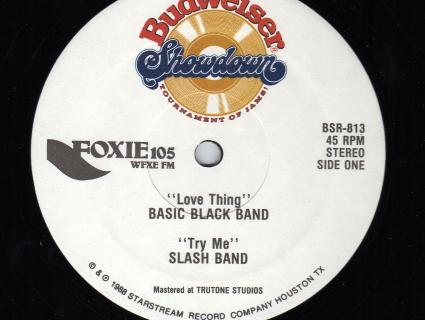 Budweiser®
Showdown
TOURNAMENT OF JAMS!
BSR-813
45 RPM
STEREO
SIDE ONE
FOXIE 105
WFXE FM
"Love Thing"
BASIC BLACK BAND
"Try Me"
SLASH BAND
Mastered at TRUTONE STUDIOS
© & ℗ 1988 STARSTREAM RECORD COMPANY HOUSTON TX